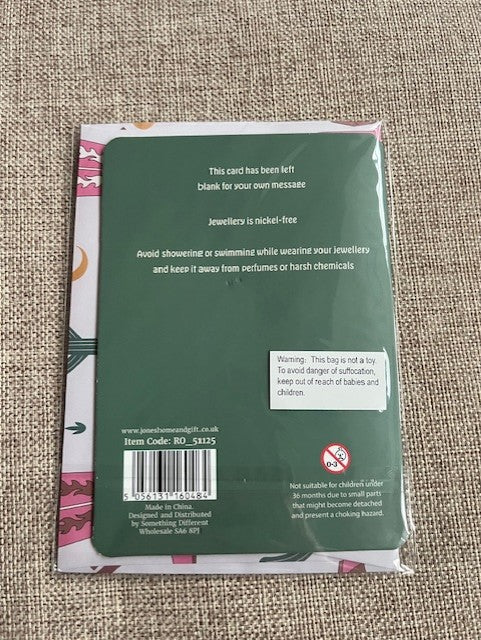 This card has been left
blank for your own message
Jewellery is nickel-free
Avoid showering or swimming while wearing your jewellery
and keep it away from perfumes or harsh chemicals
Warning: This bag is not a toy.
To avoid danger of suffocation,
keep out of reach of babies and
children.
www.joneshomeandgift.co.uk
Item Code: RO_51125
5 056131 160484
Made in China.
Designed and Distributed
by Something Different
Wholesale SA6 8PJ
0-3
Not suitable for children under
36 months due to small parts
that might become detached
and present a choking hazard.